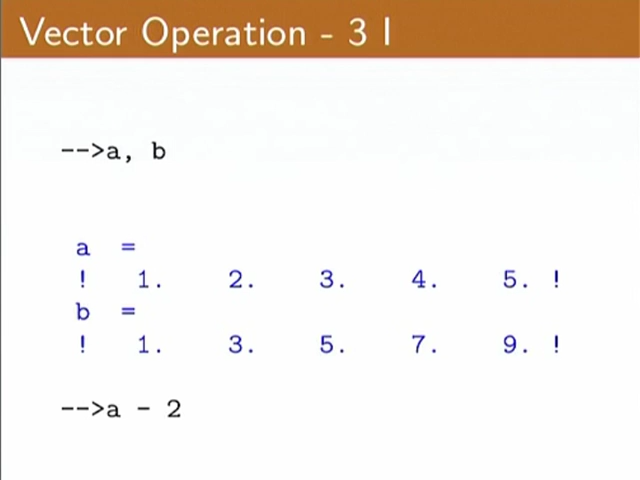 Vector Operation - 3 I
-->a, b
a =
! 1. 2. 3. 4. 5. !
b =
! 1. 3. 5. 7. 9. !
-->a - 2